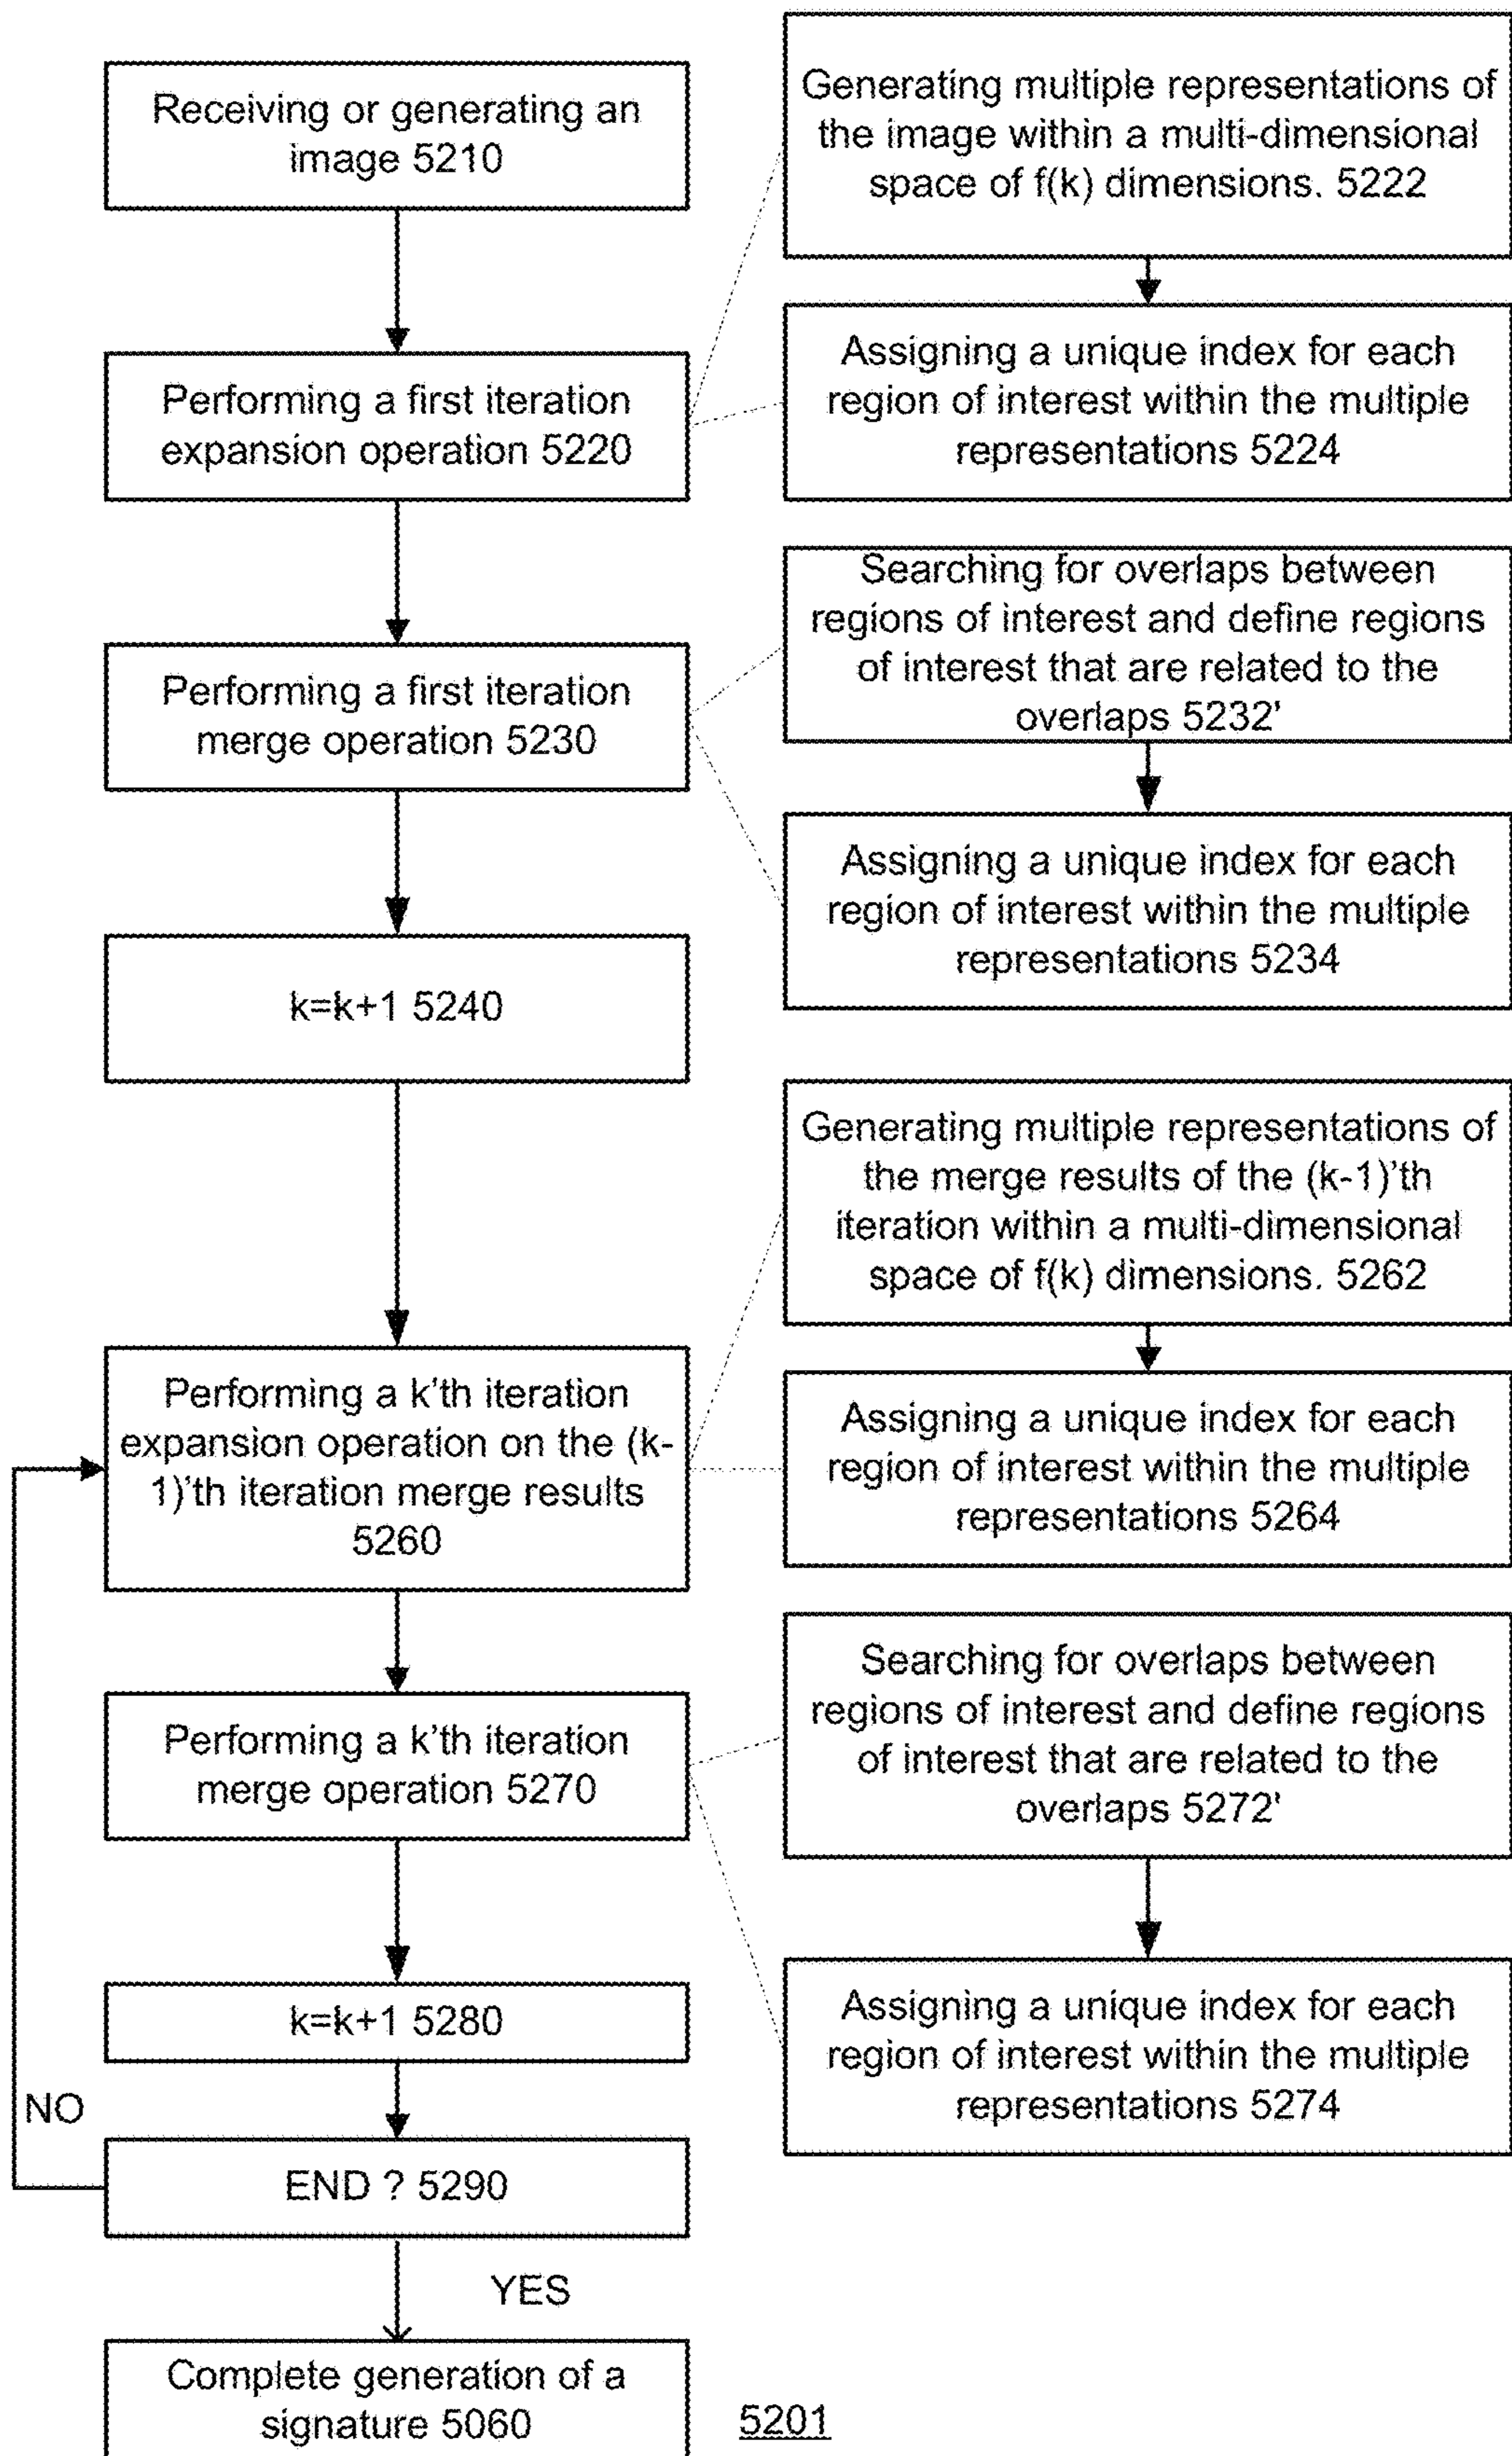 Receiving or generating an
image 5210
Generating multiple representations of
the image within a multi-dimensional
space of f(k) dimensions. 5222
Performing a first iteration
expansion operation 5220
Assigning a unique index for each
region of interest within the multiple
representations 5224
Performing a first iteration
merge operation 5230
Searching for overlaps between
regions of interest and define regions
of interest that are related to the
overlaps 5232'
Assigning a unique index for each
region of interest within the multiple
representations 5234
k=k+1 5240
Performing a k'th iteration
expansion operation on the (k-
1)'th iteration merge results
5260
Generating multiple representations of
the merge results of the (k-1)'th
iteration within a multi-dimensional
space of f(k) dimensions. 5262
Assigning a unique index for each
region of interest within the multiple
representations 5264
Performing a k'th iteration
merge operation 5270
Searching for overlaps between
regions of interest and define regions
of interest that are related to the
overlaps 5272'
Assigning a unique index for each
region of interest within the multiple
representations 5274
k=k+1 5280
NO
END ? 5290
YES
Complete generation of a
signature 5060
5201